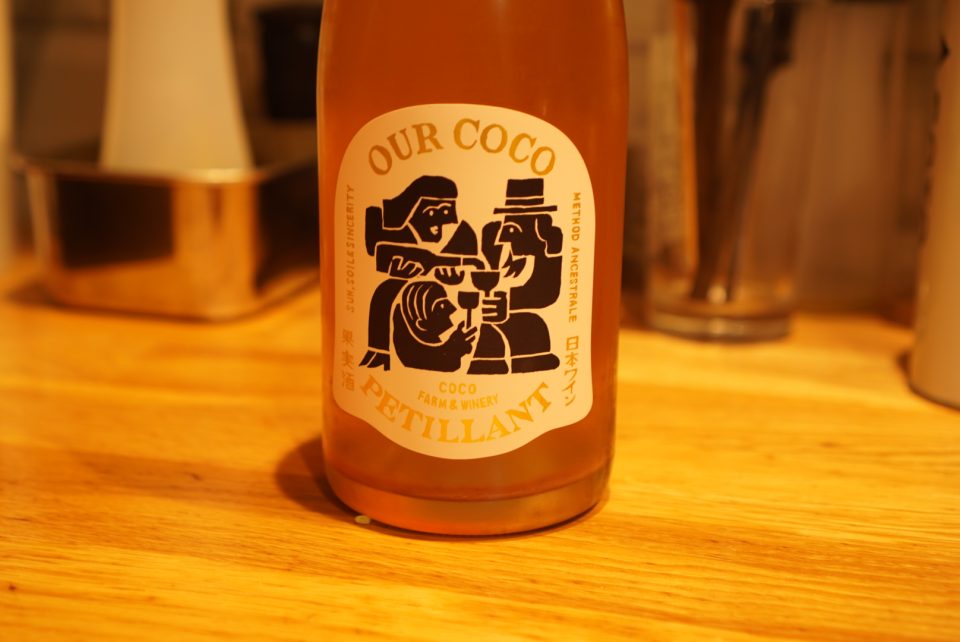 OUR COCO
SUN, SOIL & SINCERITY
METHOD ANCESTRALE
果実酒
日本ワイン
COCO
FARM & WINERY
PETILLANT